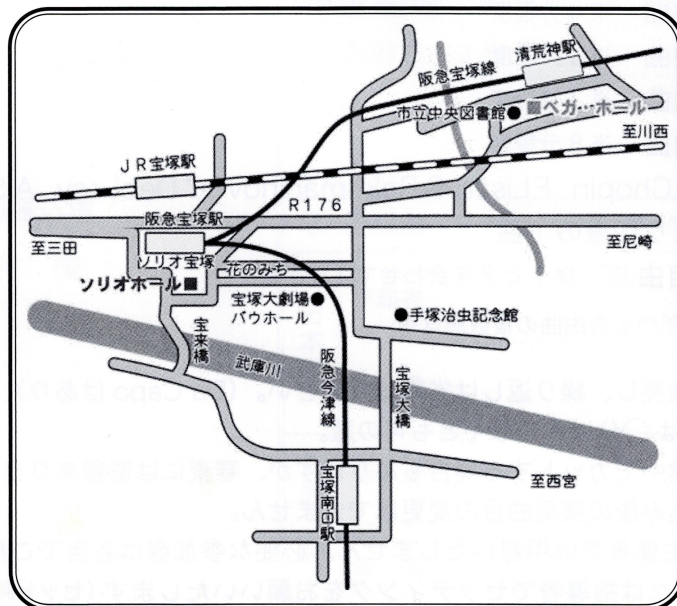 清荒神駅
阪急宝塚線
市立中央図書館●
■ベガ・ホール
至川西
JR宝塚駅
R176
阪急宝塚駅
至三田
至尼崎
ソリオ宝塚
花のみち
ソリオホール■
宝塚大劇場●
バウホール
●手塚治虫記念館
宝来橋
武庫川
阪急今津線
宝塚大橋
至西宮
宝塚南口駅